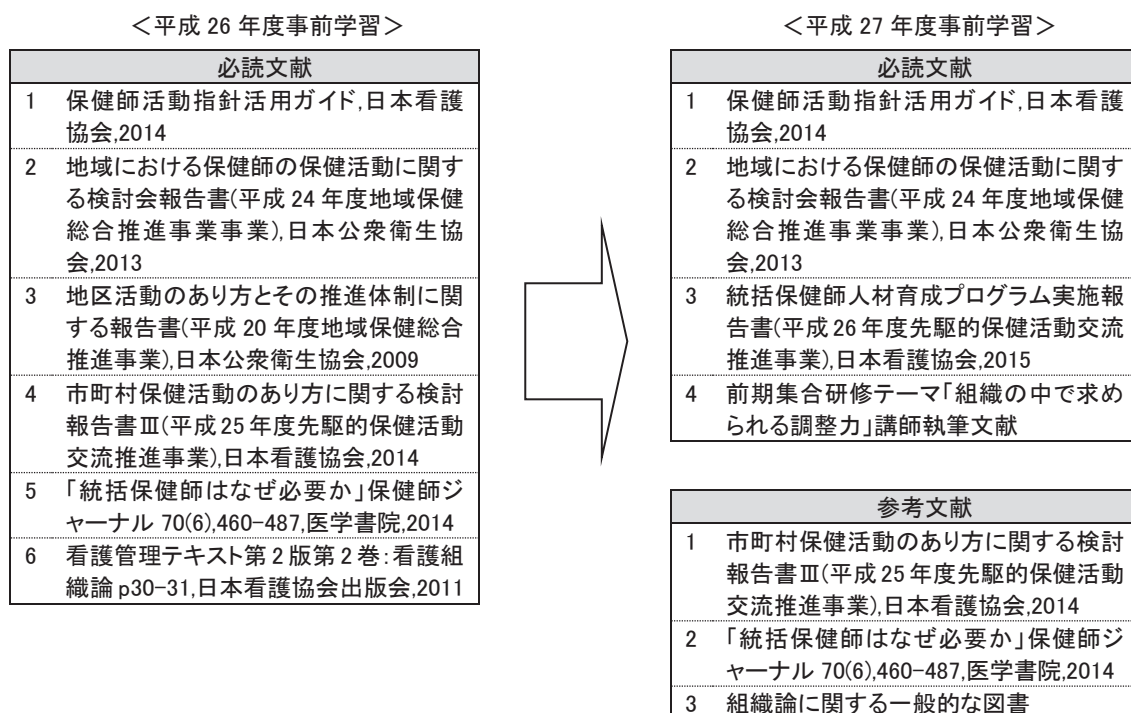 <平成 26 年度事前学習>
必読文献
1 保健師活動指針活用ガイド,日本看護
協会,2014
2 地域における保健師の保健活動に関す
る検討会報告書(平成 24 年度地域保健
総合推進事業事業),日本公衆衛生協
会,2013
3 地区活動のあり方とその推進体制に関
する報告書(平成 20 年度地域保健総合
推進事業),日本公衆衛生協会,2009
4 市町村保健活動のあり方に関する検討
報告書Ⅲ(平成 25 年度先駆的保健活動
交流推進事業),日本看護協会,2014
5 「統括保健師はなぜ必要か」保健師ジ
ャーナル 70(6),460-487,医学書院,2014
6 看護管理テキスト第 2 版第 2 巻:看護組
織論 p30-31,日本看護協会出版会,2011
<平成 27 年度事前学習>
必読文献
1 保健師活動指針活用ガイド,日本看護
協会,2014
2 地域における保健師の保健活動に関す
る検討会報告書(平成 24 年度地域保健
総合推進事業事業),日本公衆衛生協
会,2013
3 統括保健師人材育成プログラム実施報
告書(平成 26 年度先駆的保健活動交流
推進事業),日本看護協会,2015
4 前期集合研修テーマ「組織の中で求め
られる調整力」講師執筆文献
参考文献
1 市町村保健活動のあり方に関する検討
報告書Ⅲ(平成 25 年度先駆的保健活動
交流推進事業),日本看護協会,2014
2 「統括保健師はなぜ必要か」保健師ジ
ャーナル 70(6),460-487,医学書院,2014
3 組織論に関する一般的な図書